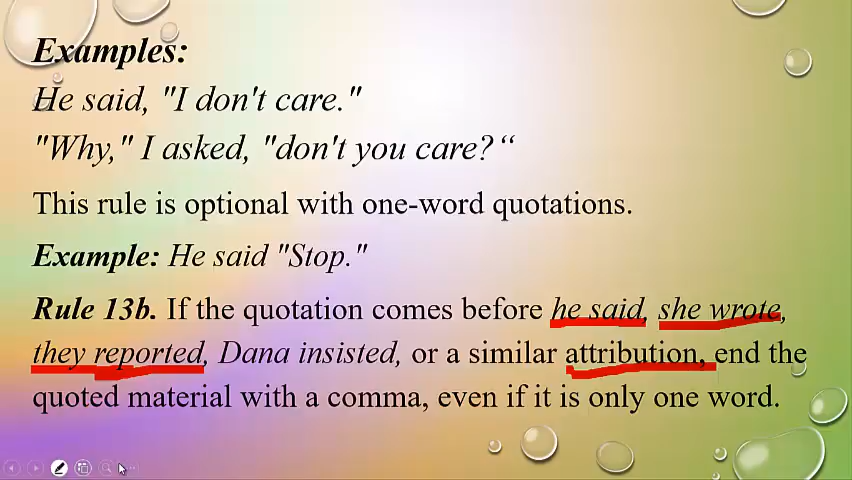 Examples:
He said, "I don't care."
"Why," I asked, "don't you care?“
This rule is optional with one-word quotations.
Example: He said "Stop."
Rule 13b. If the quotation comes before he said, she wrote,
they reported, Dana insisted, or a similar attribution, end the
quoted material with a comma, even if it is only one word.